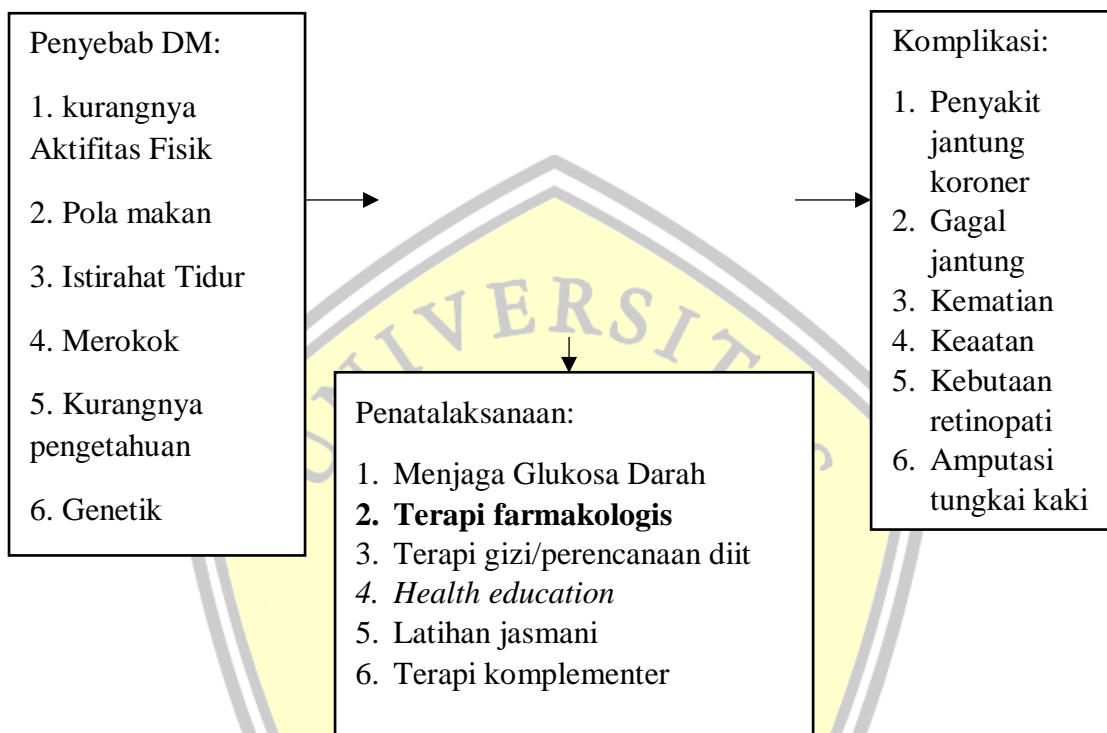 Penyebab DM:
1. kurangnya
Aktifitas Fisik
2. Pola makan
3. Istirahat Tidur
4. Merokok
5. Kurangnya
pengetahuan
6. Genetik
Komplikasi:
1. Penyakit
jantung
koroner
2. Gagal
jantung
3. Kematian
4. Keaatan
5. Kebutaan
retinopati
6. Amputasi
tungkai kaki
Penatalaksanaan:
1. Menjaga Glukosa Darah
2. Terapi farmakologis
3. Terapi gizi/perencanaan diit
4. Health education
5. Latihan jasmani
6. Terapi komplementer